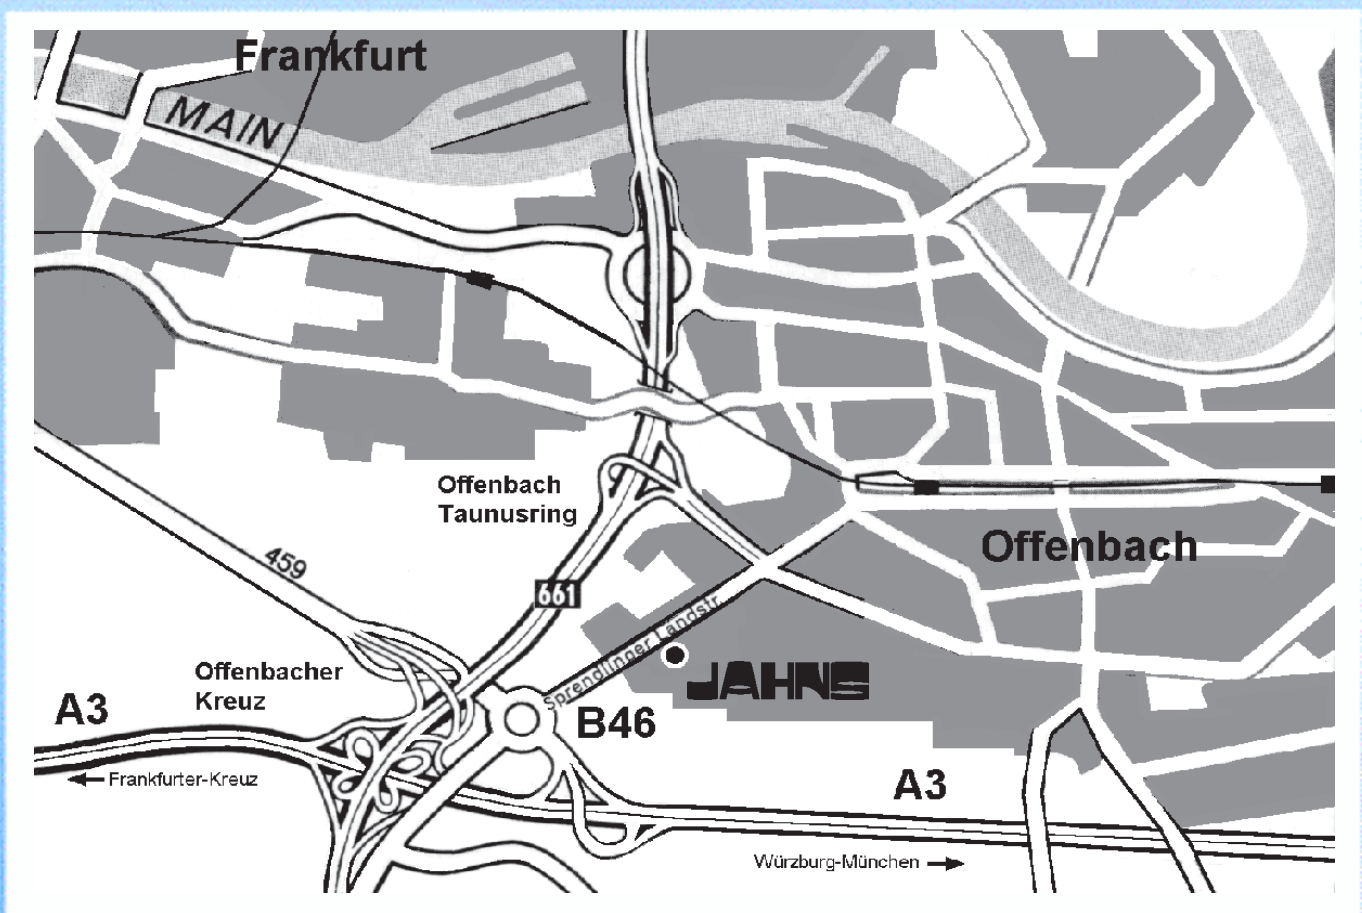 Frankfurt
MAIN
Offenbach
Taunusring
Offenbach
459
661
Sprendlinger Landstr.
Offenbacher
Kreuz
JAHNS
A3
B46
Frankfurter-Kreuz
A3
Würzburg-München